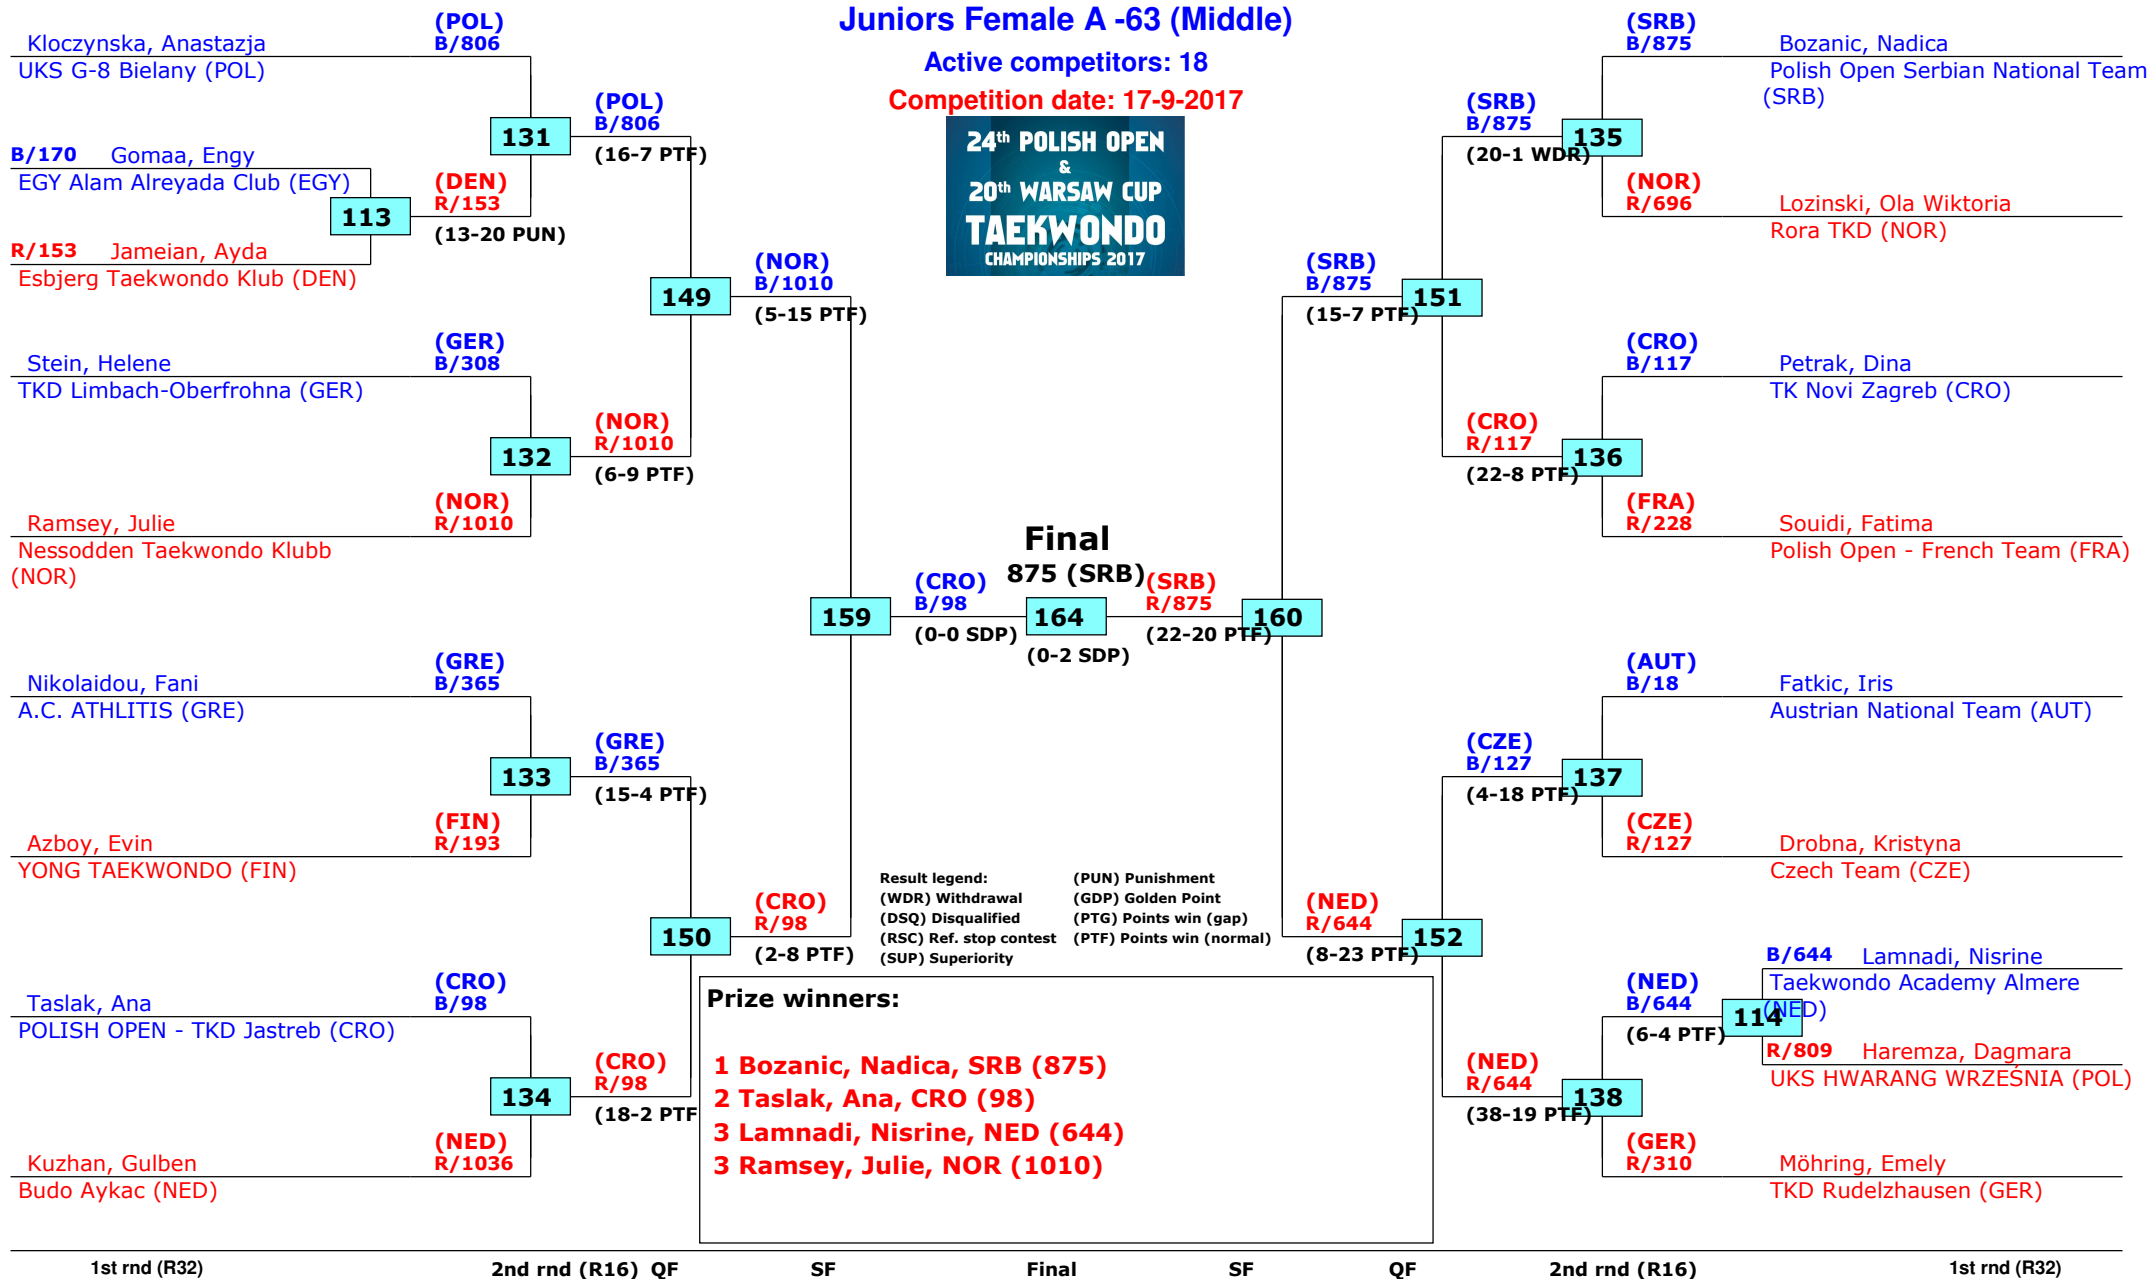 Juniors Female A -63 (Middle)
Active competitors: 18
Competition date: 17-9-2017
24th POLISH OPEN
&
20th WARSAW CUP
TAEKWONDO
CHAMPIONSHIPS 2017
Kloczynska, Anastazja
UKS G-8 Bielany (POL)
(POL)
B/806
B/170 Gomaa, Engy
EGY Alam Alreyada Club (EGY)
113
R/153 Jameian, Ayda
Esbjerg Taekwondo Klub (DEN)
(DEN)
R/153
(13-20 PUN)
131
(POL)
B/806
(16-7 PTF)
Stein, Helene
TKD Limbach-Oberfrohna (GER)
(GER)
B/308
132
Ramsey, Julie
Nessodden Taekwondo Klubb
(NOR)
(NOR)
R/1010
(NOR)
R/1010
(6-9 PTF)
149
(NOR)
B/1010
(5-15 PTF)
Nikolaidou, Fani
A.C. ATHLITIS (GRE)
(GRE)
B/365
133
Azboy, Evin
YONG TAEKWONDO (FIN)
(FIN)
R/193
(GRE)
B/365
(15-4 PTF)
Taslak, Ana
POLISH OPEN - TKD Jastreb (CRO)
(CRO)
B/98
134
Kuzhan, Gulben
Budo Aykac (NED)
(NED)
R/1036
(CRO)
R/98
(18-2 PTF
150
(CRO)
R/98
(2-8 PTF)
159
(CRO)
B/98
(0-0 SDP)
Final
875 (SRB)
164
(0-2 SDP)
(SRB)
R/875
(22-20 PTF)
160
(SRB)
B/875
Bozanic, Nadica
Polish Open Serbian National Team
(SRB)
(SRB)
B/875
(20-1 WDR)
135
(NOR)
R/696
Lozinski, Ola Wiktoria
Rora TKD (NOR)
(SRB)
B/875
(15-7 PTF)
151
(CRO)
B/117
Petrak, Dina
TK Novi Zagreb (CRO)
(CRO)
R/117
(22-8 PTF)
136
(FRA)
R/228
Souidi, Fatima
Polish Open - French Team (FRA)
(AUT)
B/18
Fatkic, Iris
Austrian National Team (AUT)
(CZE)
B/127
(4-18 PTF)
137
(CZE)
R/127
Drobna, Kristyna
Czech Team (CZE)
(NED)
R/644
(8-23 PTF)
152
B/644 Lamnadi, Nisrine
Taekwondo Academy Almere
(NED)
(NED)
B/644
(6-4 PTF)
114
R/809 Haremza, Dagmara
UKS HWARANG WRZEŚNIA (POL)
(NED)
R/644
(38-19 PTF)
138
(GER)
R/310
Möhring, Emely
TKD Rudelzhausen (GER)
Result legend:
(WDR) Withdrawal
(DSQ) Disqualified
(RSC) Ref. stop contest
(SUP) Superiority
(PUN) Punishment
(GDP) Golden Point
(PTG) Points win (gap)
(PTF) Points win (normal)
Prize winners:
1 Bozanic, Nadica, SRB (875)
2 Taslak, Ana, CRO (98)
3 Lamnadi, Nisrine, NED (644)
3 Ramsey, Julie, NOR (1010)
1st rnd (R32) 2nd rnd (R16) QF SF Final SF QF 2nd rnd (R16) 1st rnd (R32)